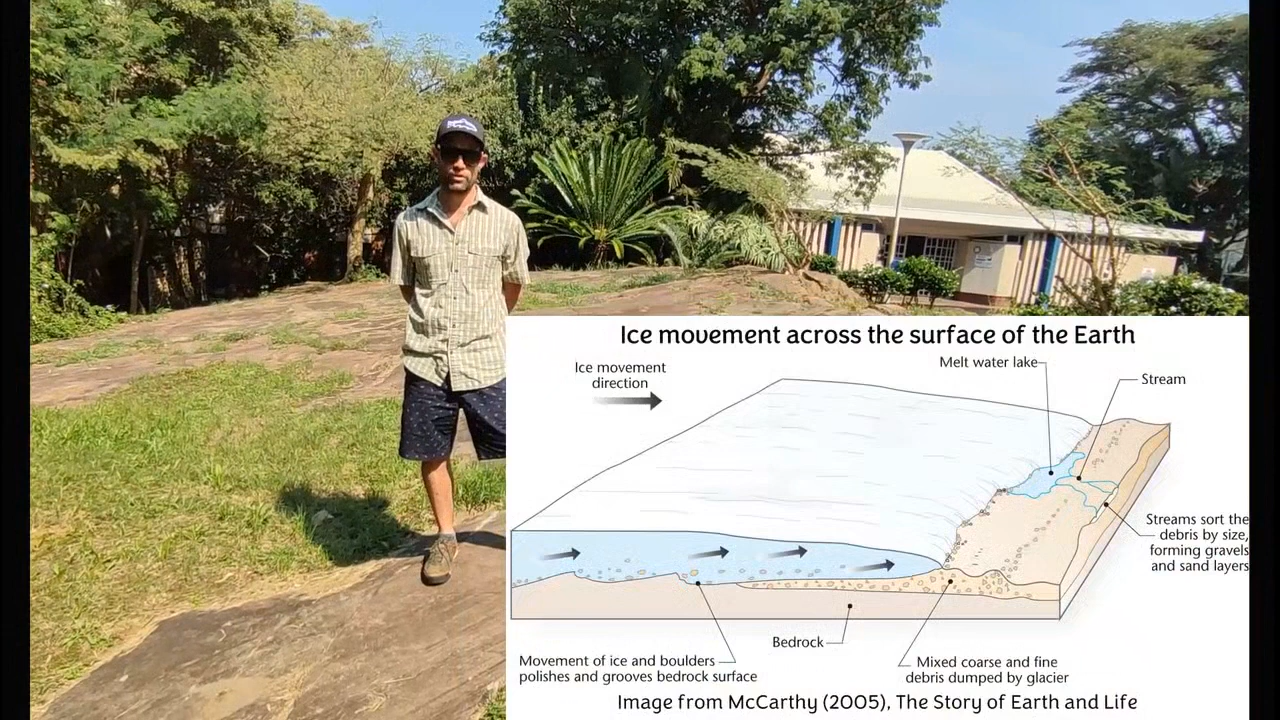 Ice movement across the surface of the Earth
Ice movement
direction
Melt water lake
Stream
Streams sort the
debris by size,
forming gravels
and sand layers
Bedrock
Movement of ice and boulders
polishes and grooves bedrock surface
Mixed coarse and fine
debris dumped by glacier
Image from McCarthy (2005), The Story of Earth and Life